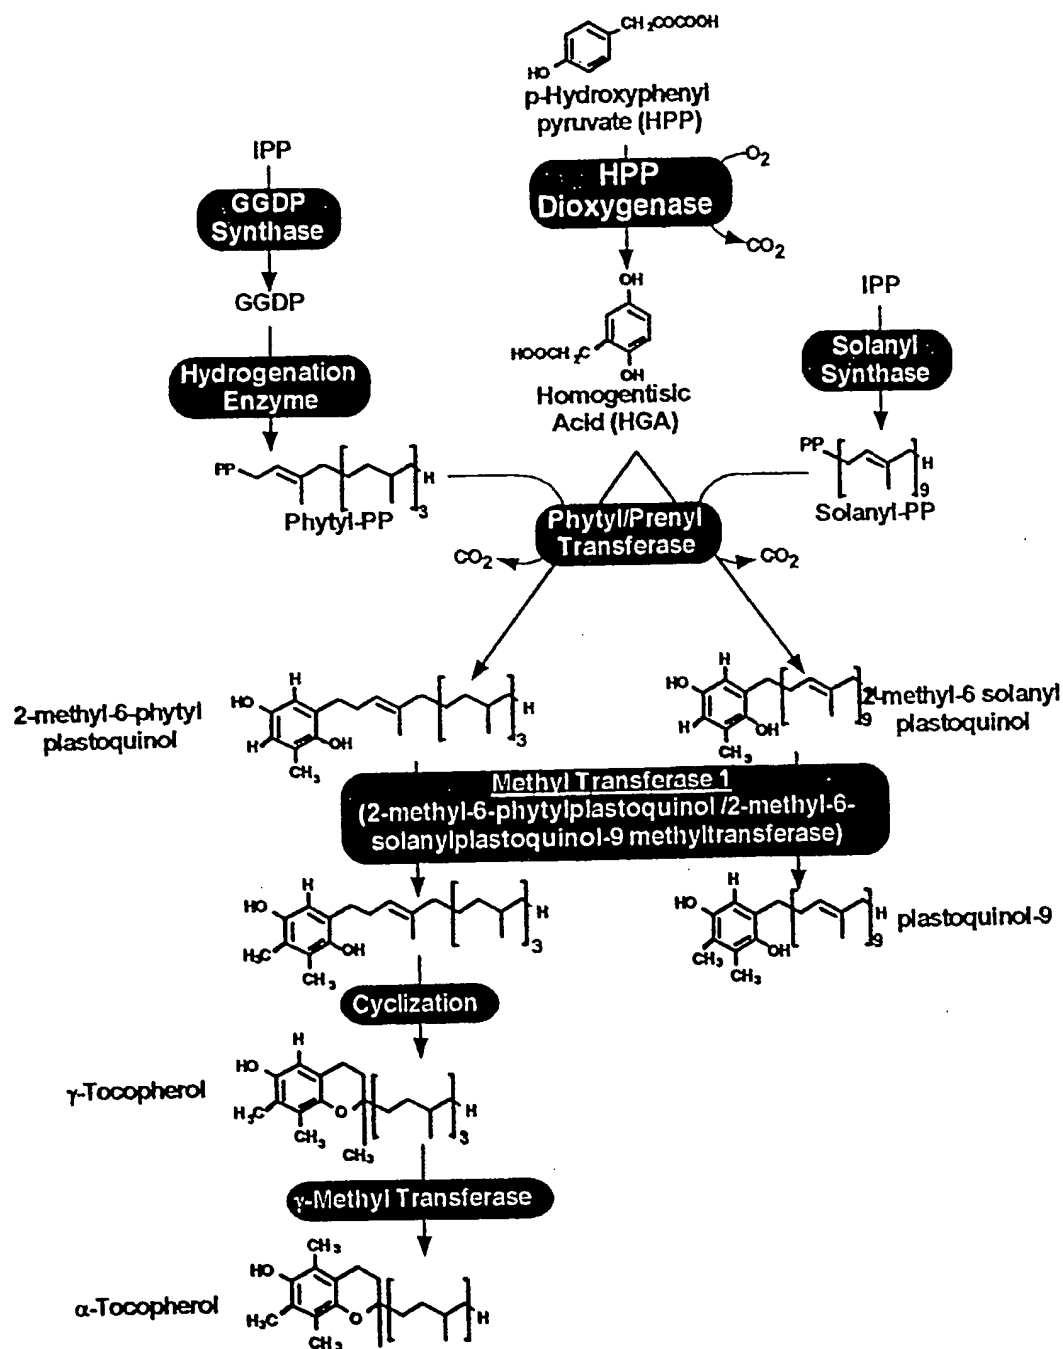 CH2COCOOH
HO
p-Hydroxyphenyl
pyruvate (HPP)
IPP
GGDP
Synthase
GGDP
Hydrogenation
Enzyme
PP
H
3
Phytyl-PP
HPP
Dioxygenase
O2
CO2
OH
HOOCH2C
OH
Homogentisic
Acid (HGA)
IPP
Solanyl
Synthase
PP
H
9
Solanyl-PP
Phytyl/Prenyl
Transferase
CO2
CO2
2-methyl-6-phytyl
plastoquinol
HO
H
H
OH
CH3
H
3
HO
H
H
OH
CH3
9
2-methyl-6 solanyl
plastoquinol
Methyl Transferase 1
(2-methyl-6-phytylplastoquinol /2-methyl-6-
solanylplastoquinol-9 methyltransferase)
HO
H
H3C
OH
CH3
H
3
HO
H
OH
CH3
CH3
H
9
plastoquinol-9
Cyclization
γ-Tocopherol
HO
H
H3C
CH3
O
CH3
H
3
γ-Methyl Transferase
α-Tocopherol
HO
CH3
H3C
CH3
O
H